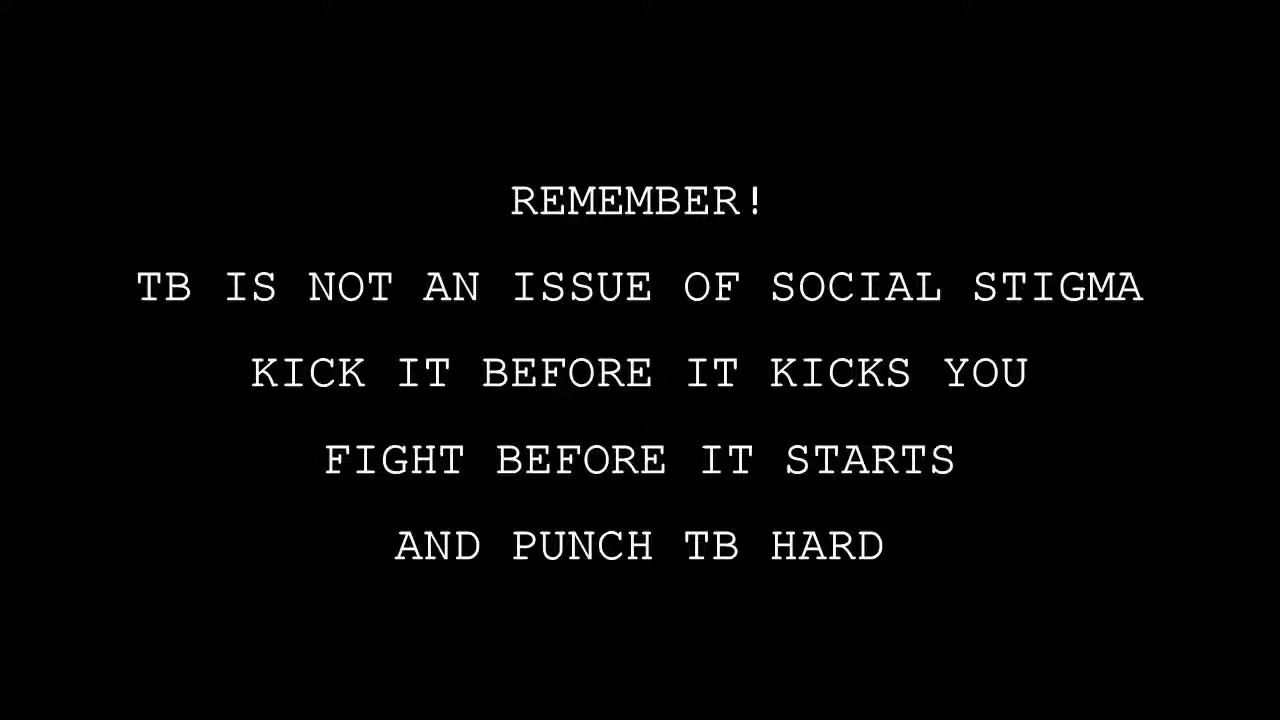 REMEMBER!
TB IS NOT AN ISSUE OF SOCIAL STIGMA
KICK IT BEFORE IT KICKS YOU
FIGHT BEFORE IT STARTS
AND PUNCH TB HARD